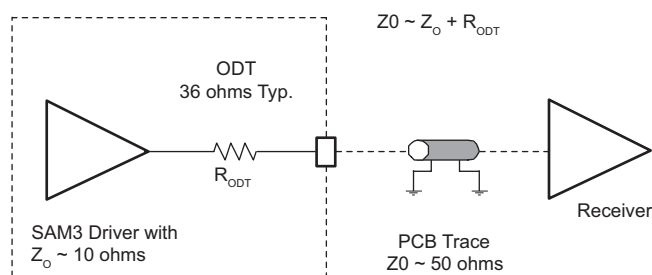 Z0 ~ Z_O + R_ODT
ODT
36 ohms Typ.
R_ODT
Receiver
SAM3 Driver with
Z_O ~ 10 ohms
PCB Trace
Z0 ~ 50 ohms